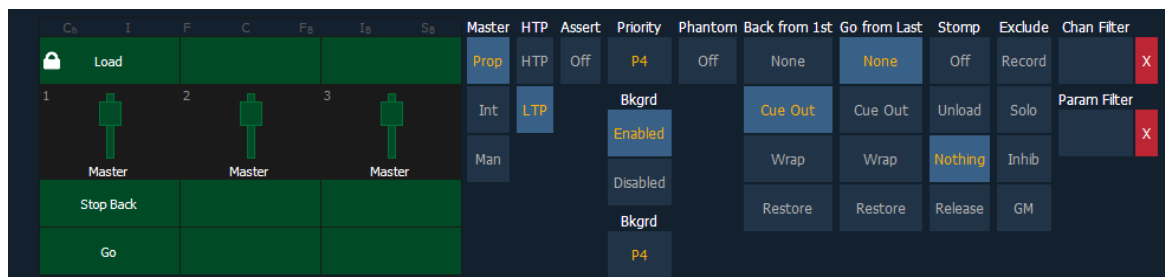 Ch I F C FB IB SB Master HTP Assert Priority Phantom Back from 1st Go from Last Stomp Exclude Chan Filter
Load Prop HTP Off P4 Off None None Off Record X
1 2 3 Bkgrd Param Filter
Int LTP Enabled Cue Out Cue Out Unload Solo X
Master Master Master Man Disabled Wrap Wrap Nothing Inhib
Stop Back Bkgrd Restore Restore Release GM
Go P4